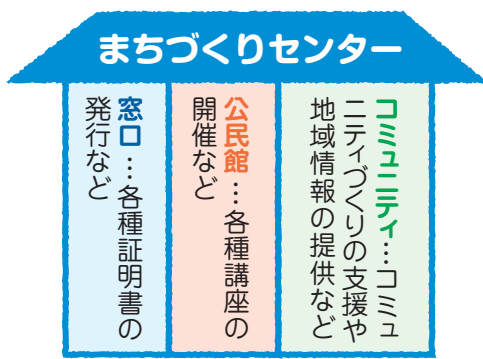 まちづくりセンター
コミュニティ…コミュ
ニティづくりの支援や
地域情報の提供など
公民館…各種講座の
開催など
窓口…各種証明書の
発行など